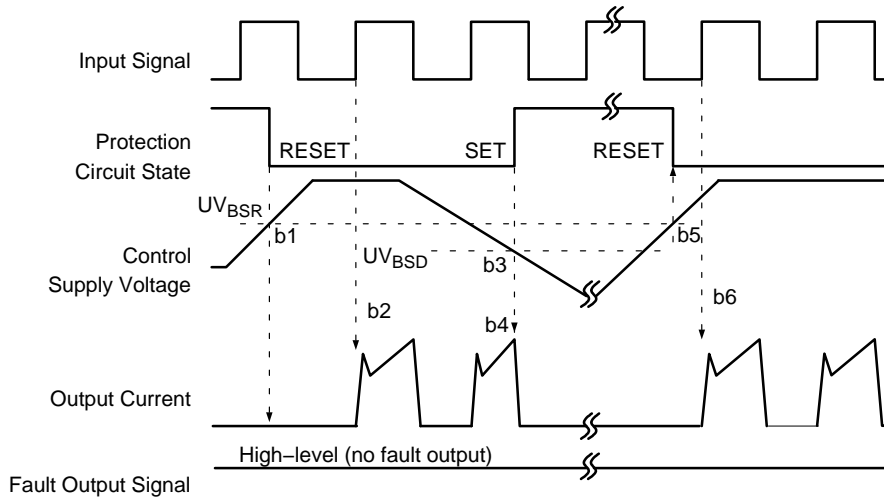 Input Signal
Protection
Circuit State
RESET
SET
RESET
UVBSR
b1
b5
Control
Supply Voltage
UVBSD
b3
b2
b4
b6
Output Current
High−level (no fault output)
Fault Output Signal